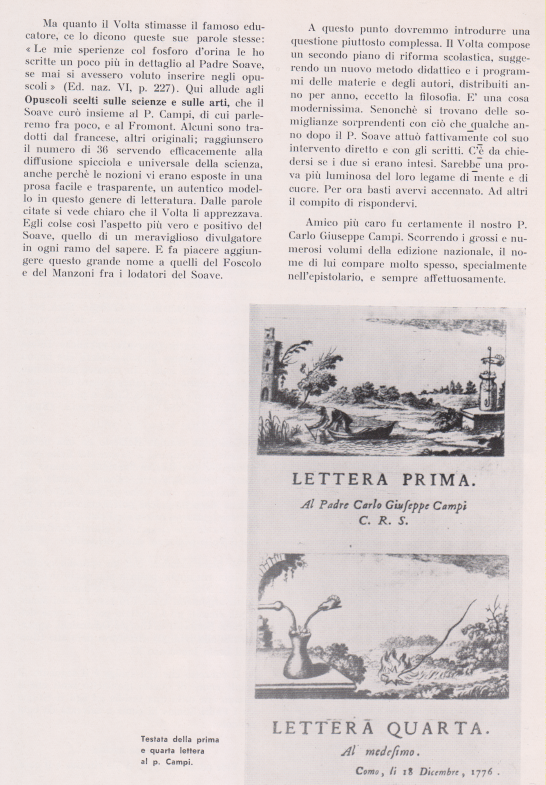 Ma quanto il Volta stimasse il famoso edu-
catore, ce lo dicono queste sue parole stesse:
« Le mie sperienze col fosforo d'orina le ho
scritte un poco più in dettaglio al Padre Soave,
se mai si avessero voluto inserire negli opu-
scoli » (Ed. naz. VI, p. 227). Qui allude agli
Opuscoli scelti sulle scienze e sulle arti, che il
Soave curò insieme al P. Campi, di cui parle-
remo fra poco, e al Fromont. Alcuni sono tra-
dotti dal francese, altri originali; raggiunsero
il numero di 36 servendo efficacemente alla
diffusione spicciola e universale della scienza,
anche perchè le nozioni vi erano esposte in una
prosa facile e trasparente, un autentico model-
lo in questo genere di letteratura. Dalle parole
citate si vede chiaro che il Volta li apprezzava.
Egli colse così l'aspetto più vero e positivo del
Soave, quello di un meraviglioso divulgatore
in ogni ramo del sapere. E fa piacere aggiun-
gere questo grande nome a quelli del Foscolo
e del Manzoni fra i lodatori del Soave.
A questo punto dovremmo introdurre una
questione piuttosto complessa. Il Volta compose
un secondo piano di riforma scolastica, sugge-
rendo un nuovo metodo didattico e i program-
mi delle materie e degli autori, distribuiti an-
no per anno, eccetto la filosofia. E' una cosa
modernissima. Senonchè si trovano delle so-
miglianze sorprendenti con ciò che qualche an-
no dopo il P. Soave attuò fattivamente col suo
intervento diretto e con gli scritti. C'è da chie-
dersi se i due si erano intesi. Sarebbe una pro-
va più luminosa del loro legame di mente e di
cuore. Per ora basti avervi accennato. Ad altri
il compito di rispondervi.
Amico più caro fu certamente il nostro P.
Carlo Giuseppe Campi. Scorrendo i grossi e nu-
merosi volumi della edizione nazionale, il no-
me di lui compare molto spesso, specialmente
nell'epistolario, e sempre affettuosamente.
LETTERA PRIMA.
Al Padre Carlo Giuseppe Campi
C. R. S.
LETTERA QUARTA.
Al medesimo.
Como, lì 18 Dicembre, 1776.
Testata della prima
e quarta lettera
al p. Campi.